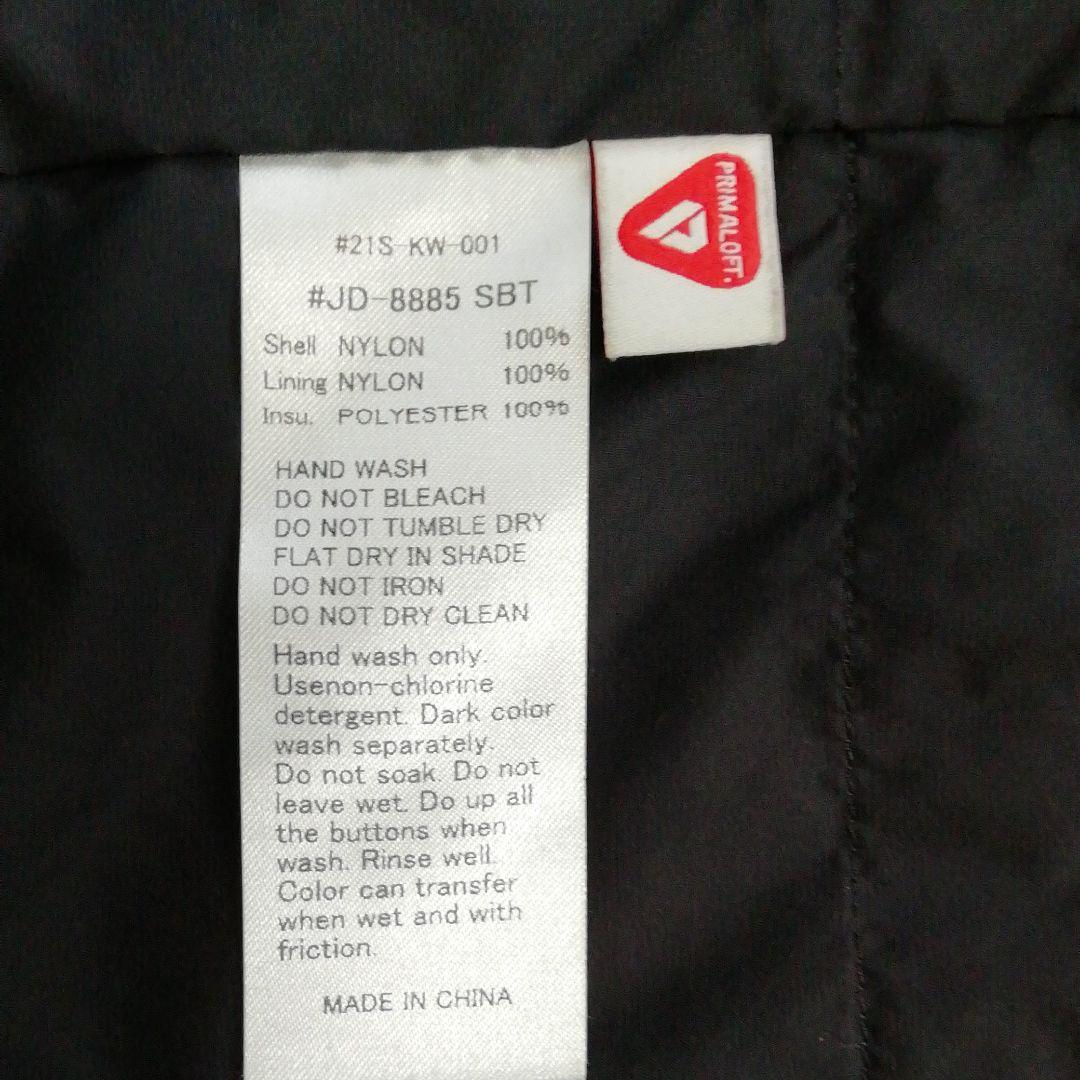 #21S-KW-001
#JD-8885 SBT
Shell NYLON 100%
Lining NYLON 100%
Insu. POLYESTER 100%
HAND WASH
DO NOT BLEACH
DO NOT TUMBLE DRY
FLAT DRY IN SHADE
DO NOT IRON
DO NOT DRY CLEAN
Hand wash only.
Usenon-chlorine
detergent. Dark color
wash separately.
Do not soak. Do not
leave wet. Do up all
the buttons when
wash. Rinse well.
Color can transfer
when wet and with
friction.
MADE IN CHINA
PRIMALOFT.